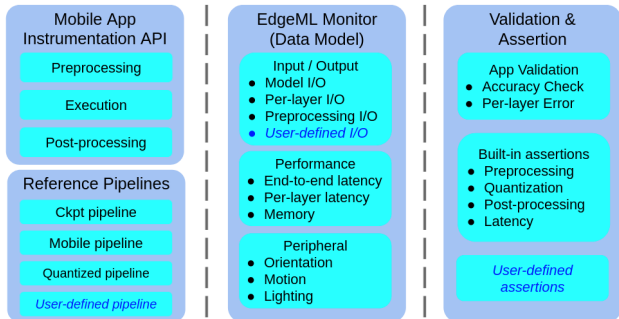 Mobile App
Instrumentation API
Preprocessing
Execution
Post-processing
Reference Pipelines
Ckpt pipeline
Mobile pipeline
Quantized pipeline
User-defined pipeline
EdgeML Monitor
(Data Model)
Input / Output
● Model I/O
● Per-layer I/O
● Preprocessing I/O
● User-defined I/O
Performance
● End-to-end latency
● Per-layer latency
● Memory
Peripheral
● Orientation
● Motion
● Lighting
Validation &
Assertion
App Validation
● Accuracy Check
● Per-layer Error
Built-in assertions
● Preprocessing
● Quantization
● Post-processing
● Latency
User-defined
assertions